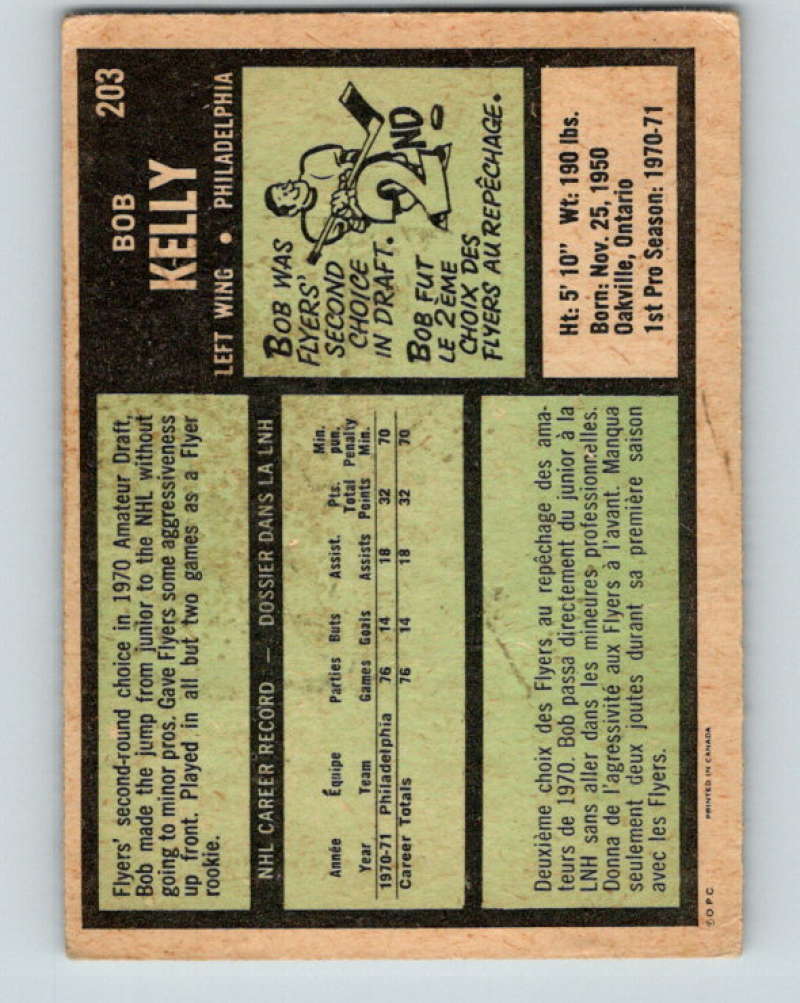 203
BOB
KELLY
LEFT WING • PHILADELPHIA
Flyers' second-round choice in 1970 Amateur Draft,
Bob made the jump from junior to the NHL without
going to minor pros. Gave Flyers some aggressiveness
up front. Played in all but two games as a Flyer
rookie.
BOB WAS
FLYERS'
SECOND
CHOICE
IN DRAFT.
2ND
BOB FUT
LE 2EME
CHOIX DES
FLYERS AU REPÊCHAGE.
NHL CAREER RECORD — DOSSIER DANS LA LNH
Année Équipe Parties Buts Assist. Pts. Total Min. pun. Penalty
Year Team Games Goals Assists Points Min.
1970-71 Philadelphia 76 14 18 32 70
Career Totals 76 14 18 32 70
Ht: 5' 10" Wt: 190 lbs.
Born: Nov. 25, 1950
Oakville, Ontario
1st Pro Season: 1970-71
Deuxième choix des Flyers au repêchage des ama-
teurs de 1970. Bob passa directement du junior à la
LNH sans aller dans les mineures professionnelles.
Donna de l'agressivité aux Flyers à l'avant. Manqua
seulement deux joutes durant sa première saison
avec les Flyers.
©O.P.C. PRINTED IN CANADA